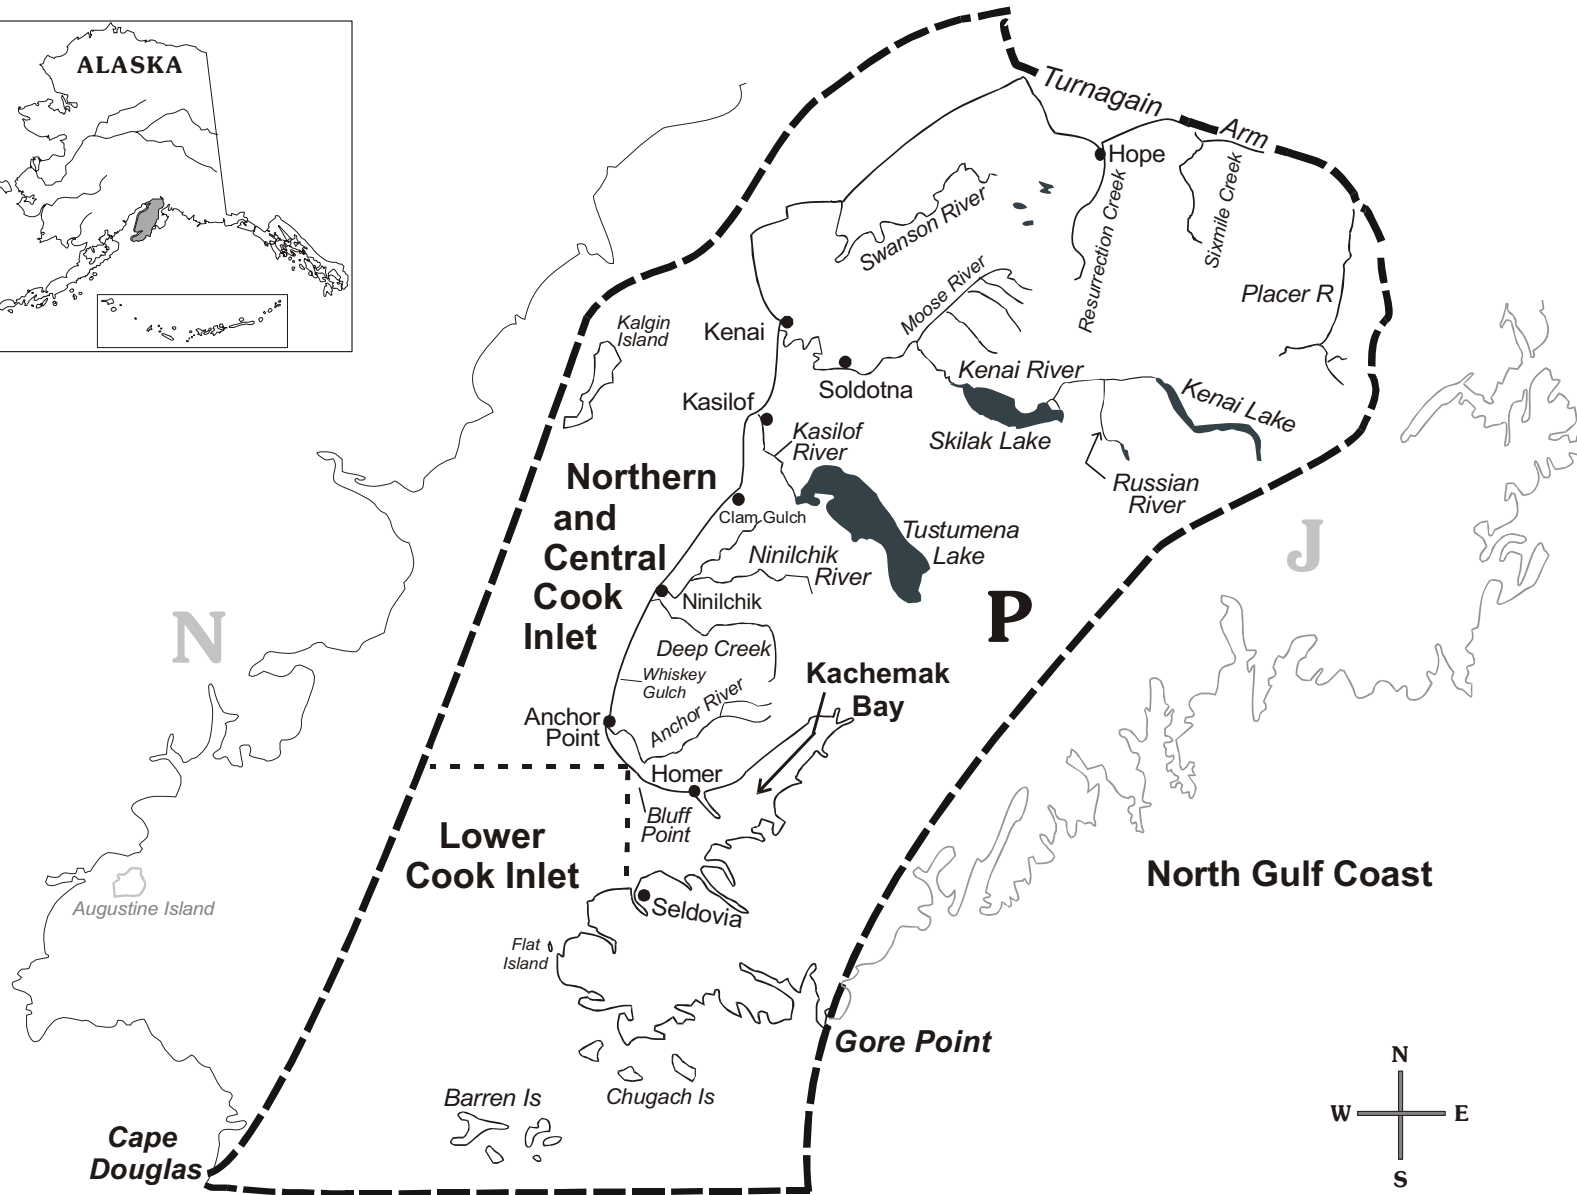 ALASKA
Turnagain
Arm
Hope
Swanson River
Resurrection Creek
Sixmile Creek
Moose River
Placer R
Kalgin
Island
Kenai
Soldotna
Kenai River
Kenai Lake
Kasilof
Kasilof
River
Skilak Lake
Russian
River
Northern
and
Central
Cook
Inlet
Clam Gulch
Tustumena
Lake
Ninilchik
River
Ninilchik
J
N
P
Deep Creek
Whiskey
Gulch
Kachemak
Bay
Anchor River
Anchor
Point
Homer
Bluff
Point
Lower
Cook Inlet
North Gulf Coast
Augustine Island
Seldovia
Flat
Island
Gore Point
Barren Is
Chugach Is
Cape
Douglas
N
W
E
S